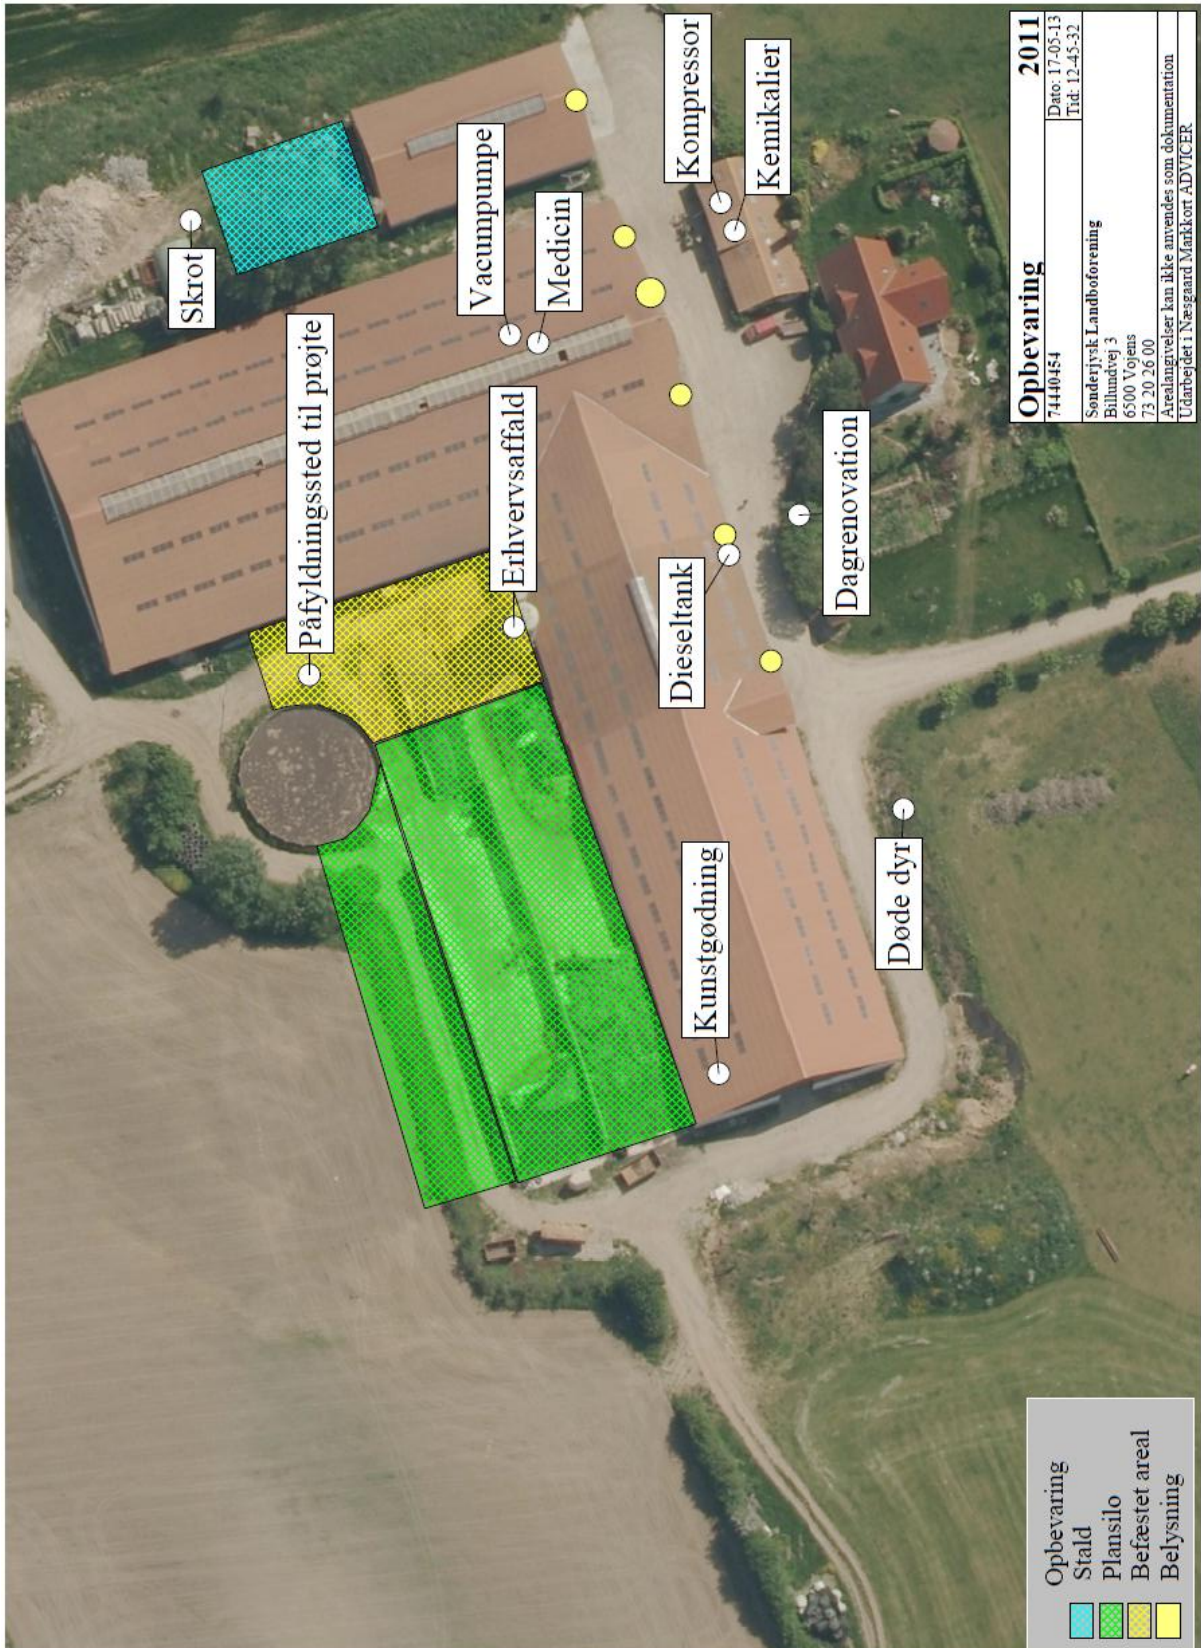 Skrot
Påfyldningssted til prøjte
Vacumpumpe
Medicin
Kompressor
Kemikalier
Erhvervsaffald
Dieseltank
Dagrenovation
Kunstgødning
Døde dyr
Opbevaring
Stald
Plansilo
Befæstet areal
Belysning
Opbevaring 2011
74440454 Dato: 17-05-13
Tid: 12-45-32
Sønderjysk Landboforening
Billundvej 3
6500 Vojens
73 20 26 00
Arealangivelser kan ikke anvendes som dokumentation
Udarbejdet i Næsgaard Markkort ADVICER